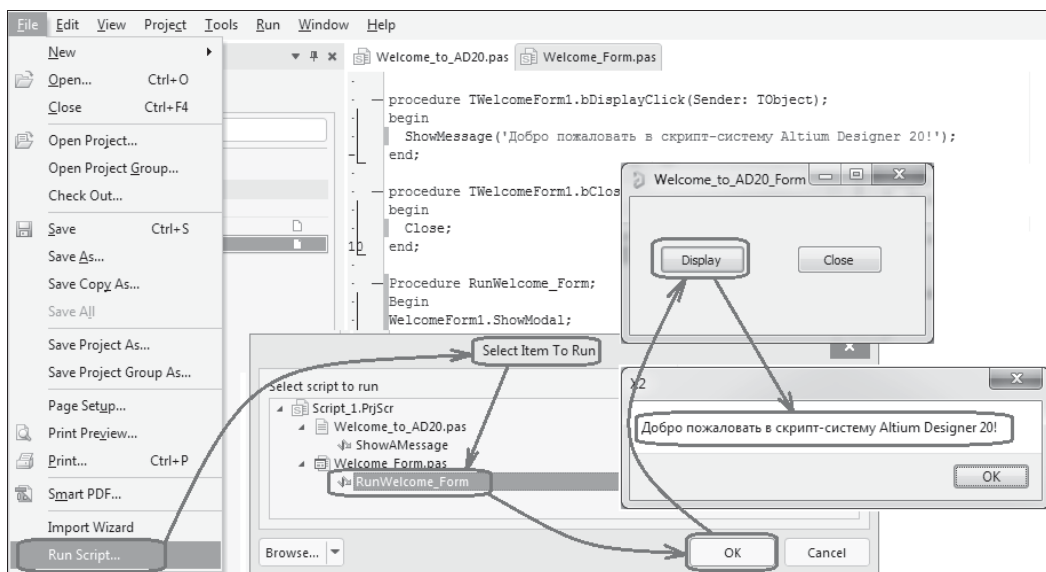 File Edit View Project Tools Run Window Help
New
Open... Ctrl+O
Close Ctrl+F4
Open Project...
Open Project Group...
Check Out...
Save Ctrl+S
Save As...
Save Copy As...
Save All
Save Project As...
Save Project Group As...
Page Setup...
Print Preview...
Print... Ctrl+P
Smart PDF...
Import Wizard
Run Script...
Welcome_to_AD20.pas Welcome_Form.pas
procedure TWelcomeForm1.bDisplayClick(Sender: TObject);
begin
ShowMessage('Добро пожаловать в скрипт-систему Altium Designer 20!');
end;
procedure TWelcomeForm1.bClos
begin
Close;
10 end;
Procedure RunWelcome_Form;
Begin
WelcomeForm1.ShowModal;
Select Item To Run
Select script to run
Script_1.PrjScr
Welcome_to_AD20.pas
ShowAMessage
Welcome_Form.pas
RunWelcome_Form
Browse... OK Cancel
Welcome_to_AD20_Form
Display Close
X2
Добро пожаловать в скрипт-систему Altium Designer 20!
OK